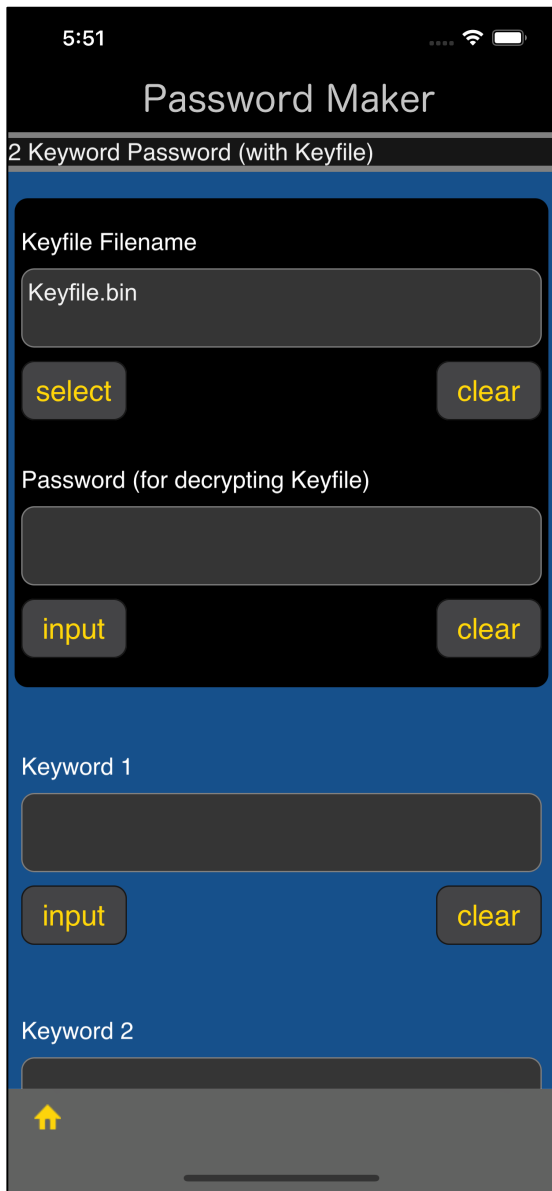 5:51
Password Maker
2 Keyword Password (with Keyfile)
Keyfile Filename
Keyfile.bin
select clear
Password (for decrypting Keyfile)
input clear
Keyword 1
input clear
Keyword 2